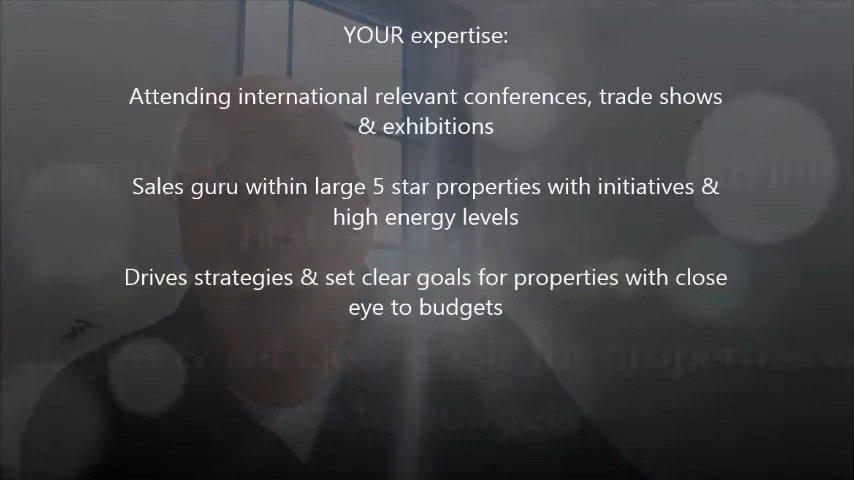 YOUR expertise:
Attending international relevant conferences, trade shows
& exhibitions
Sales guru within large 5 star properties with initiatives &
high energy levels
Drives strategies & set clear goals for properties with close
eye to budgets